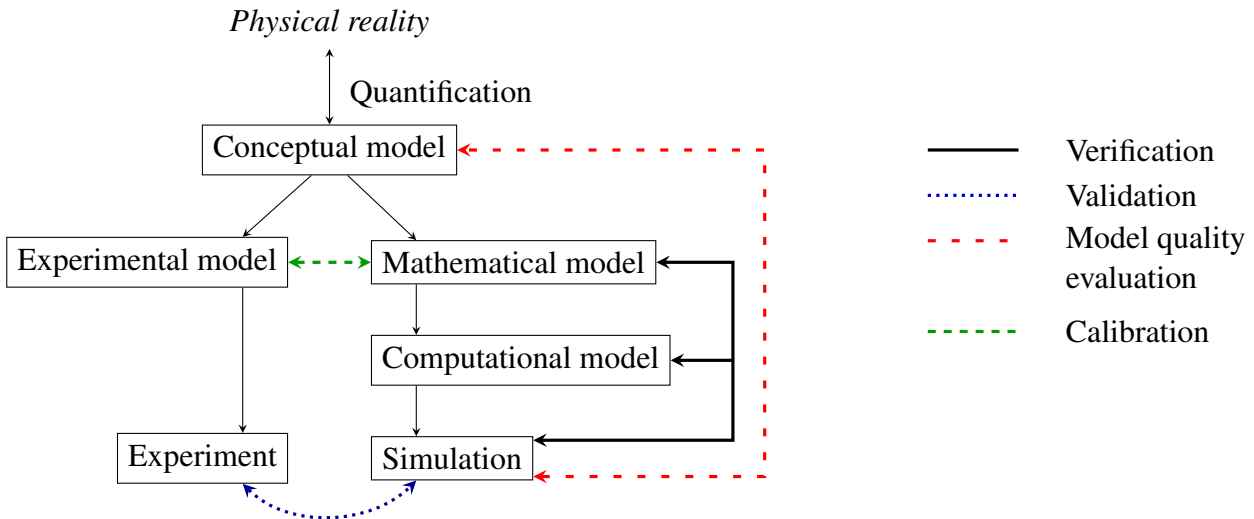 Physical reality
Quantification
Conceptual model
Experimental model
Mathematical model
Computational model
Experiment
Simulation
Verification
Validation
Model quality
evaluation
Calibration